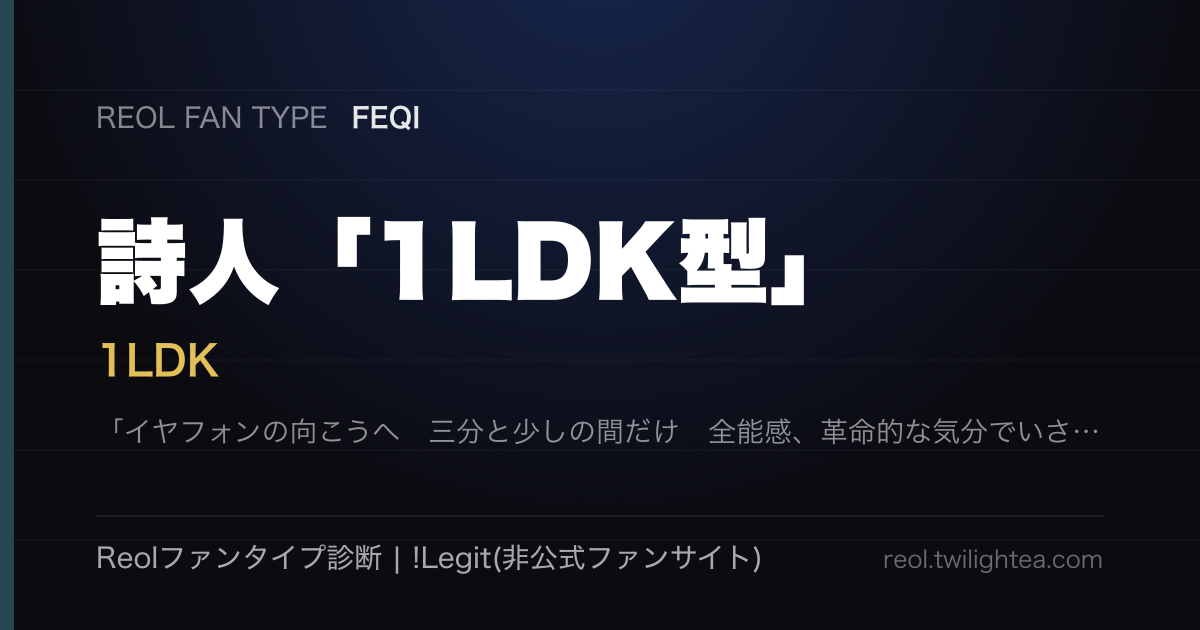 REOL FAN TYPE FEQI
詩人「1LDK型」
1LDK
「イヤフォンの向こうへ　三分と少しの間だけ　全能感、革命的な気分でいさ…
Reolファンタイプ診断 | !Legit(非公式ファンサイト)
reol.twilightea.com